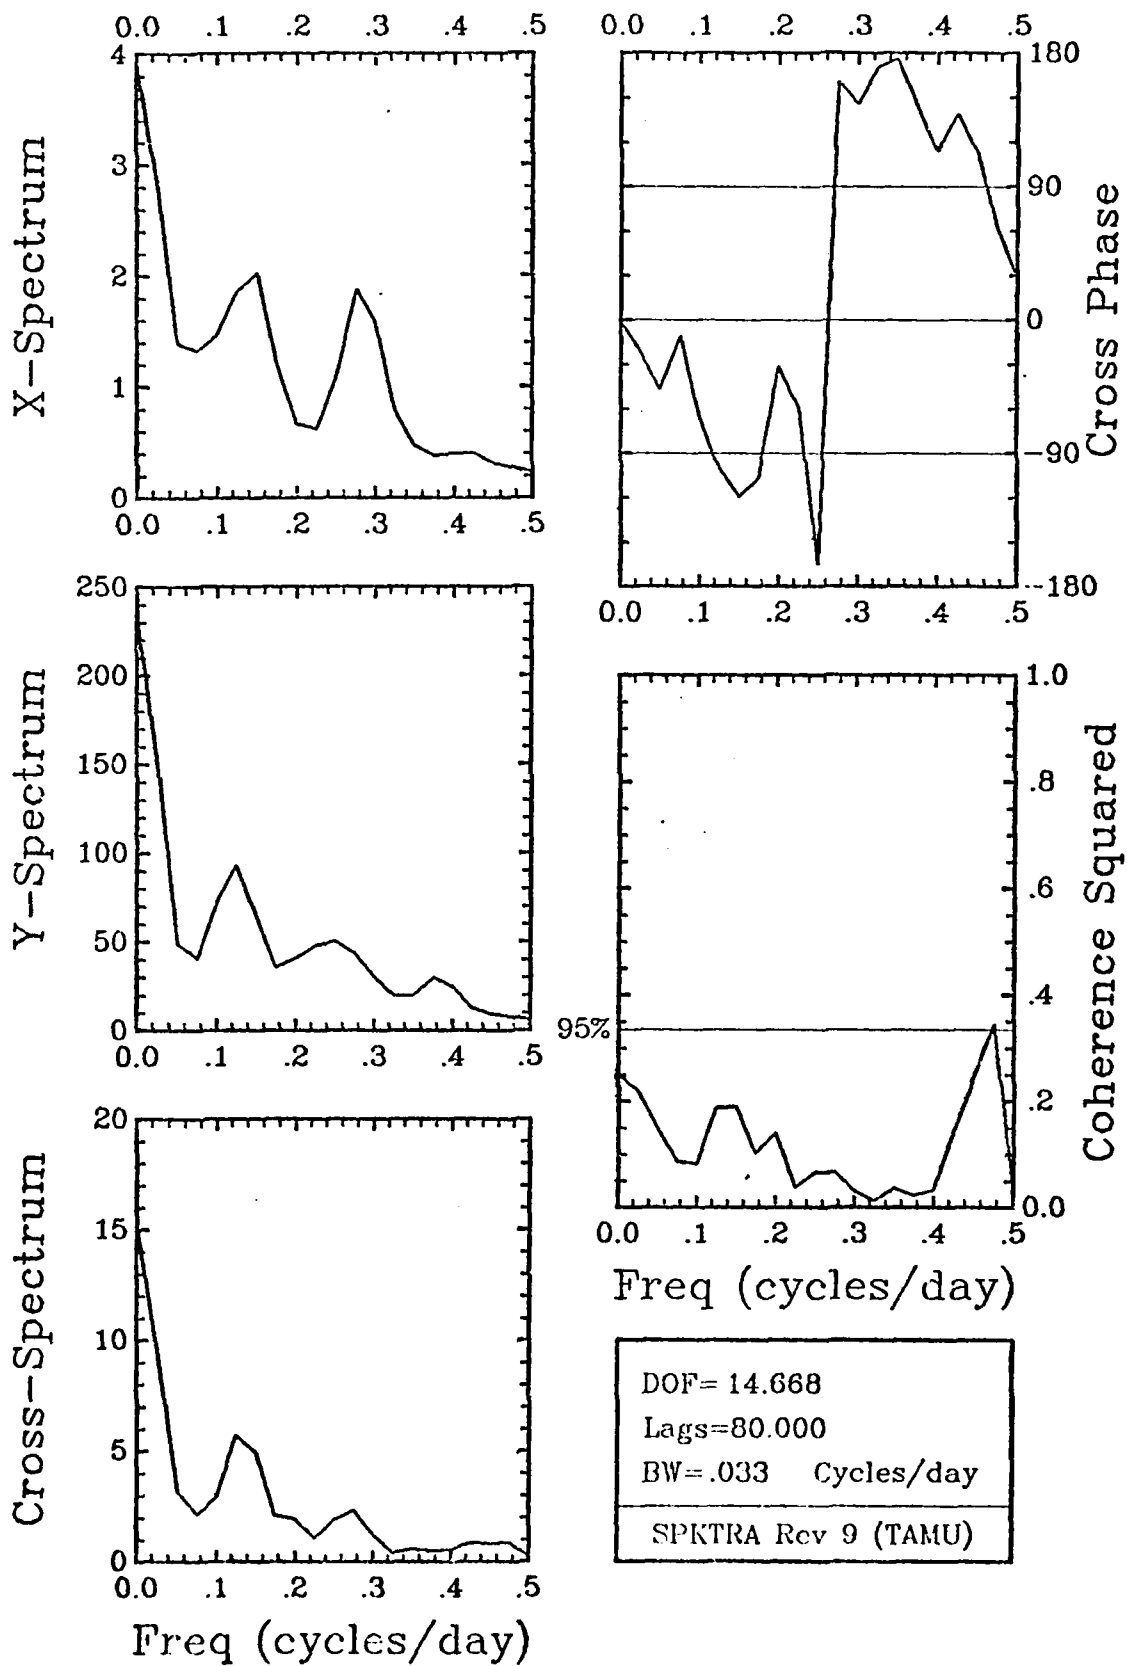 0.0 .1 .2 .3 .4 .5
4
3
2
1
0
X-Spectrum
0.0 .1 .2 .3 .4 .5
250
200
150
100
50
0
Y-Spectrum
0.0 .1 .2 .3 .4 .5
20
15
10
5
0
Cross-Spectrum
0.0 .1 .2 .3 .4 .5
Freq (cycles/day)
0.0 .1 .2 .3 .4 .5
180
90
0
-90
-180
Cross Phase
0.0 .1 .2 .3 .4 .5
1.0
.8
.6
.4
.2
0.0
95%
Coherence Squared
0.0 .1 .2 .3 .4 .5
Freq (cycles/day)
DOF= 14.668
Lags=80.000
BW=.033 Cycles/day
SPKTRA Rev 9 (TAMU)